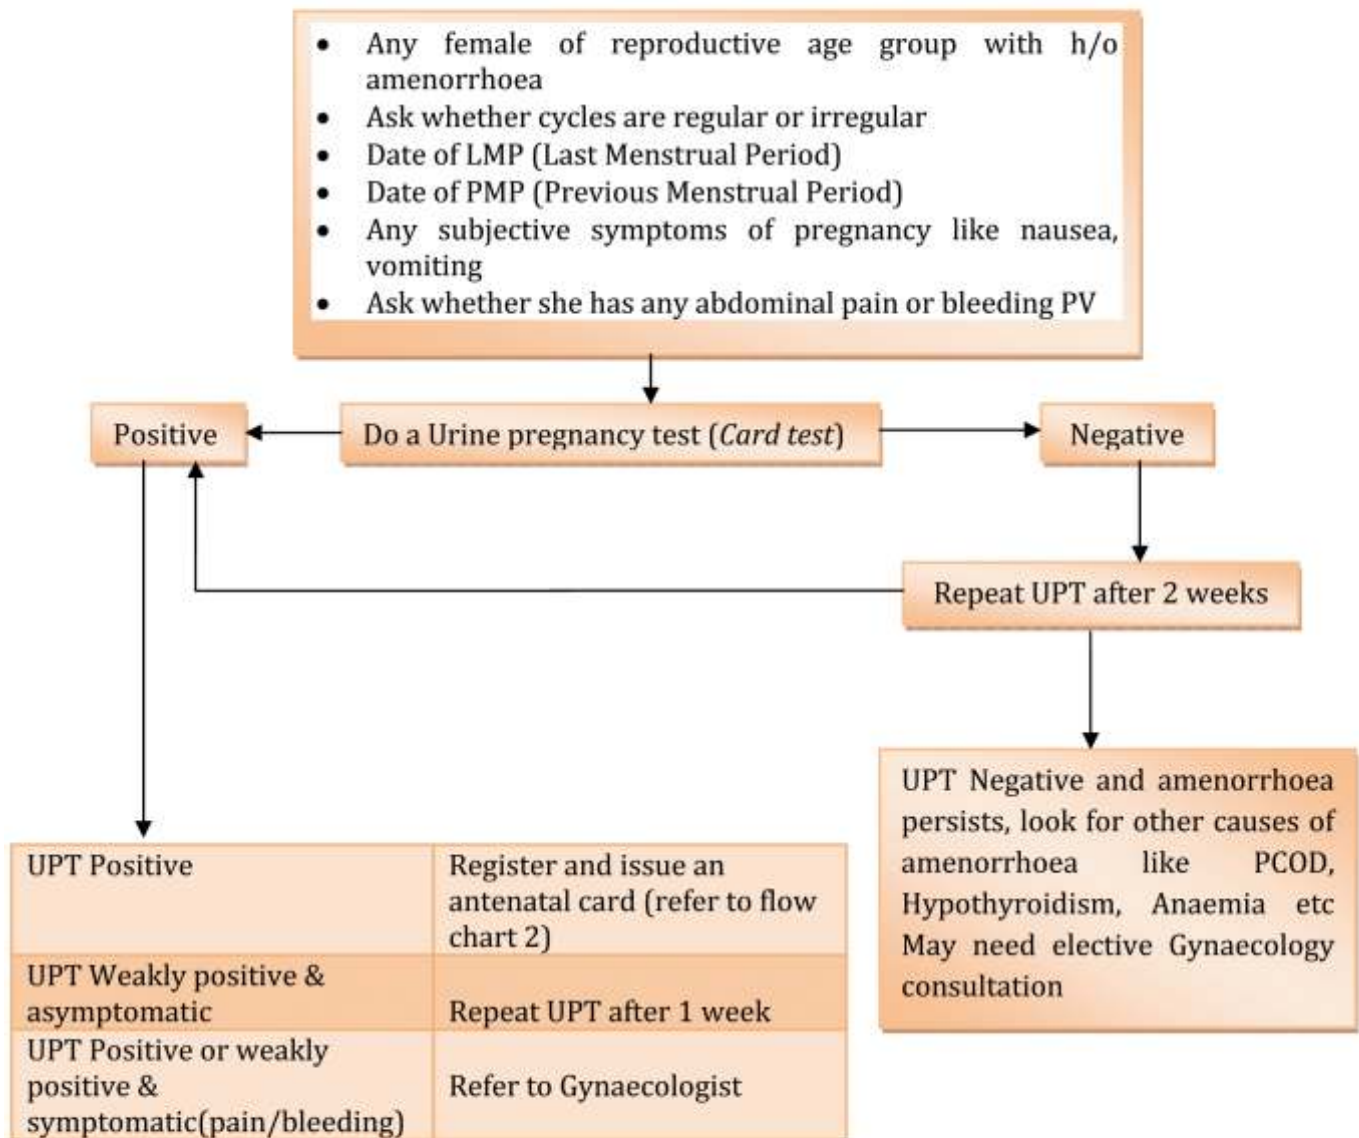 • Any female of reproductive age group with h/o
amenorrhoea
• Ask whether cycles are regular or irregular
• Date of LMP (Last Menstrual Period)
• Date of PMP (Previous Menstrual Period)
• Any subjective symptoms of pregnancy like nausea,
vomiting
• Ask whether she has any abdominal pain or bleeding PV
Positive
Do a Urine pregnancy test (Card test)
Negative
Repeat UPT after 2 weeks
UPT Negative and amenorrhoea
persists, look for other causes of
amenorrhoea like PCOD,
Hypothyroidism, Anaemia etc
May need elective Gynaecology
consultation
UPT Positive
Register and issue an
antenatal card (refer to flow
chart 2)
UPT Weakly positive &
asymptomatic
Repeat UPT after 1 week
UPT Positive or weakly
positive &
symptomatic(pain/bleeding)
Refer to Gynaecologist